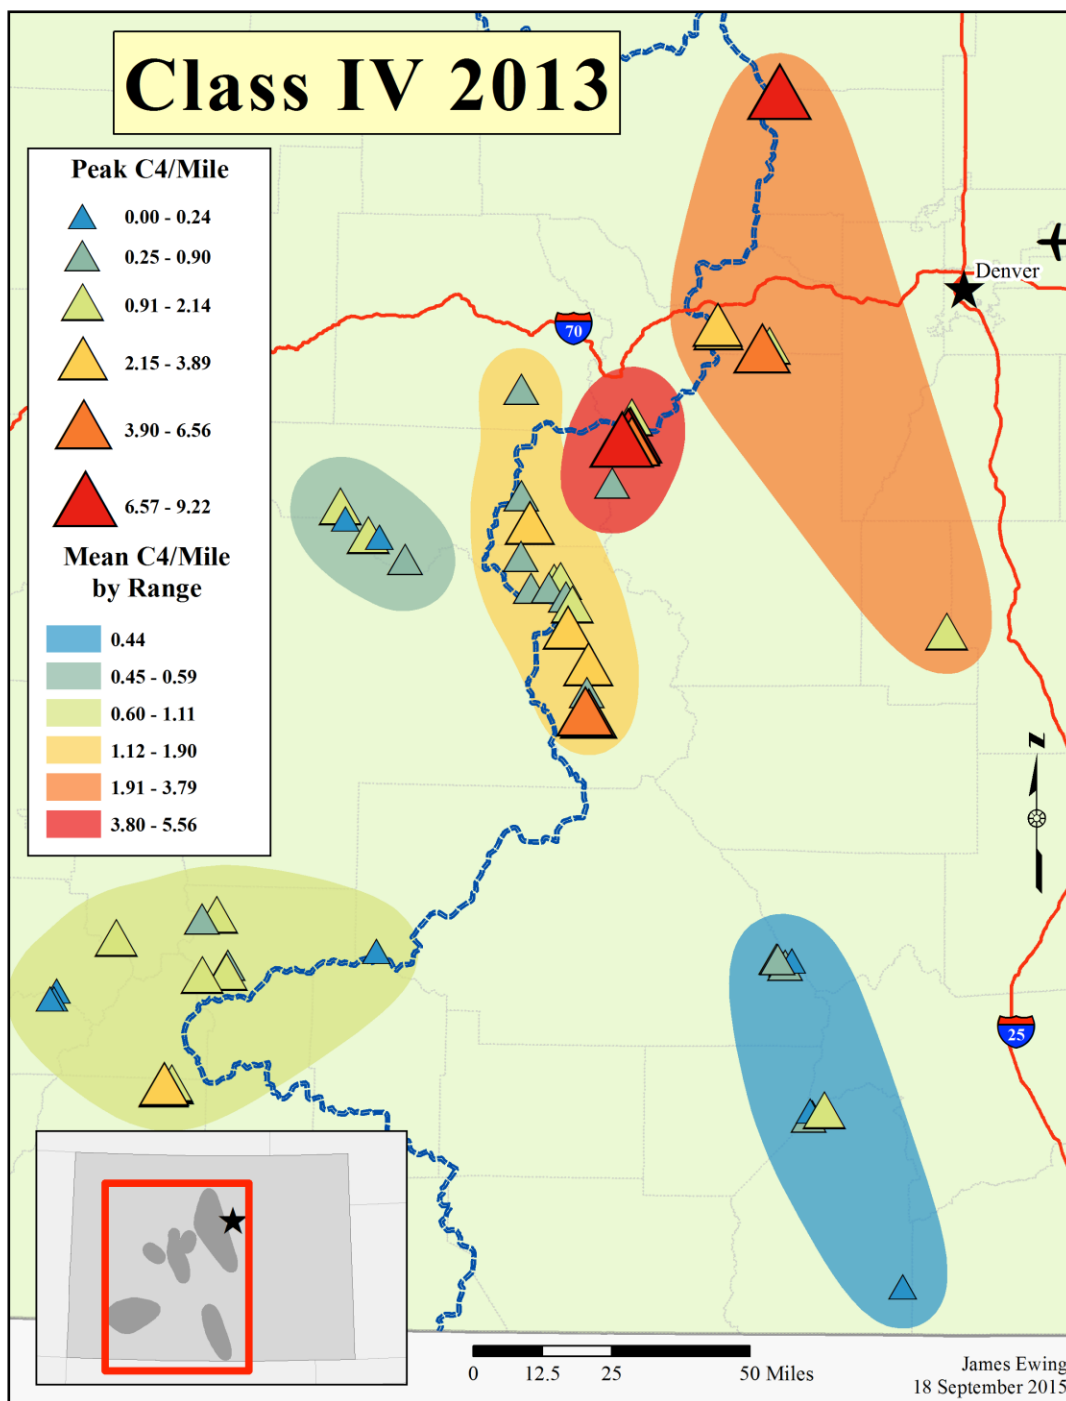 Class IV 2013
Peak C4/Mile
0.00 - 0.24
0.25 - 0.90
0.91 - 2.14
2.15 - 3.89
3.90 - 6.56
6.57 - 9.22
Mean C4/Mile
by Range
0.44
0.45 - 0.59
0.60 - 1.11
1.12 - 1.90
1.91 - 3.79
3.80 - 5.56
Denver
70
N
25
0 12.5 25 50 Miles
James Ewing
18 September 2015